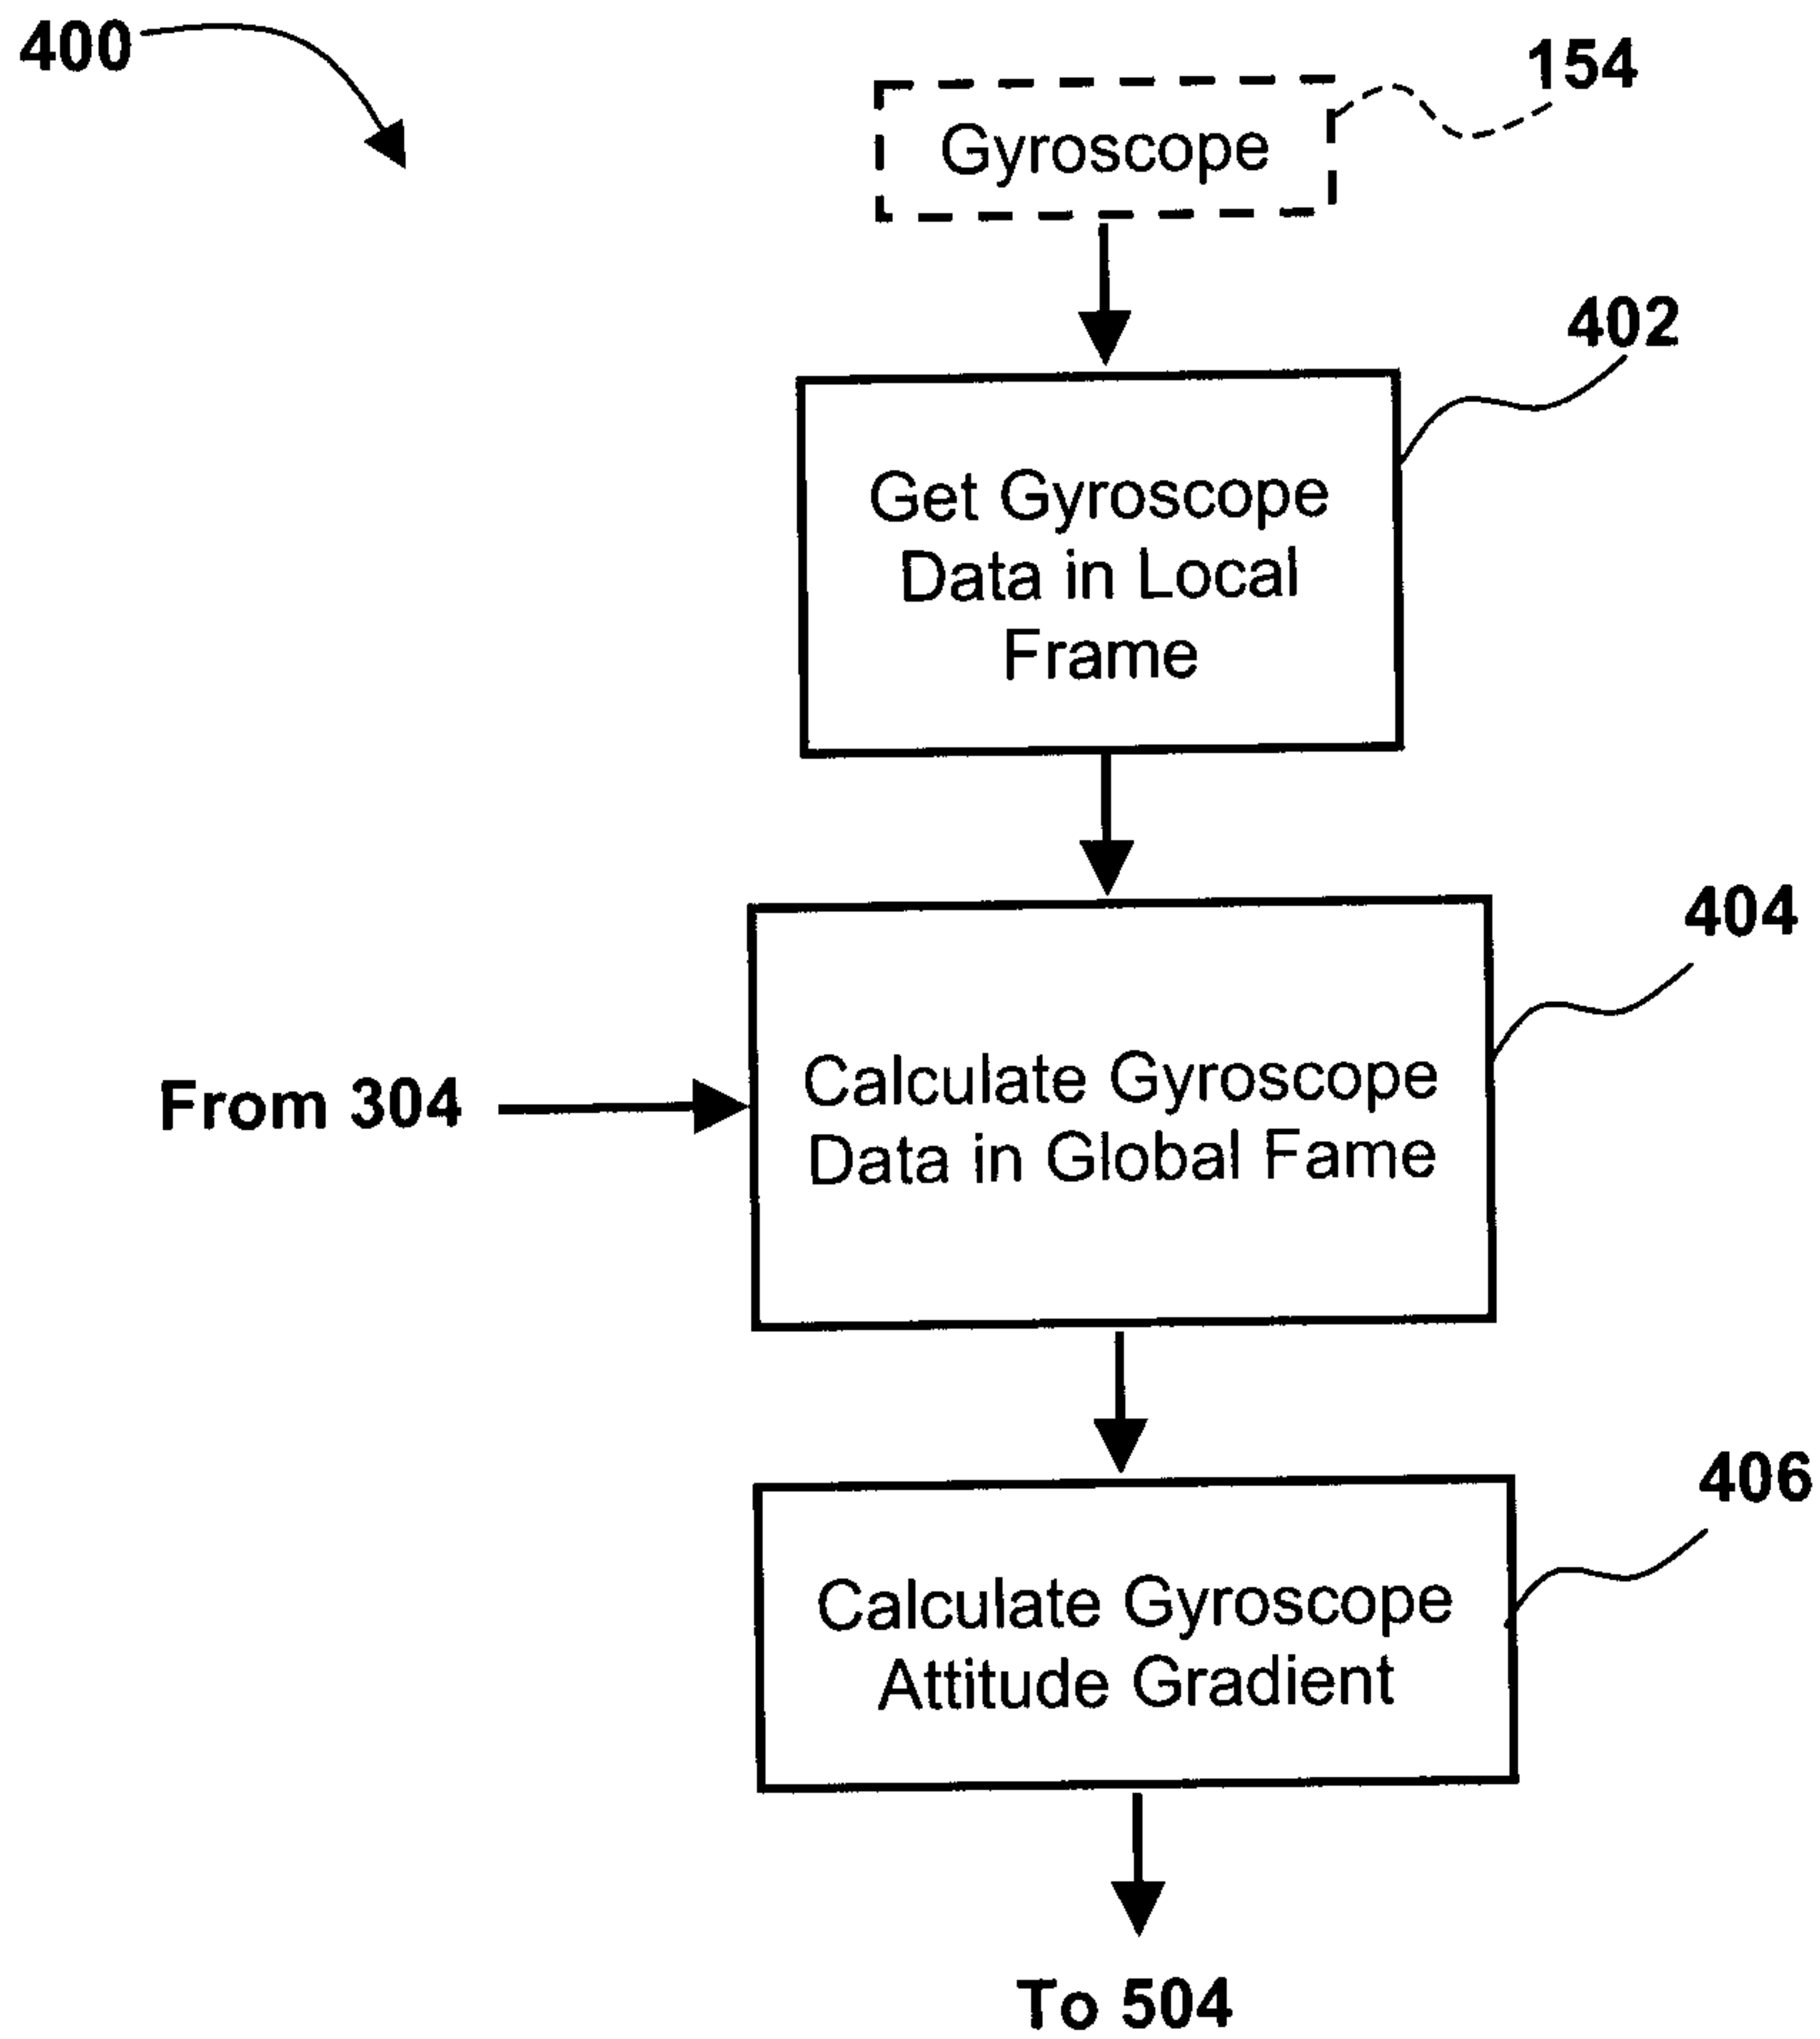 400
154
Gyroscope
402
Get Gyroscope
Data in Local
Frame
404
From 304
Calculate Gyroscope
Data in Global Fame
406
Calculate Gyroscope
Attitude Gradient
To 504